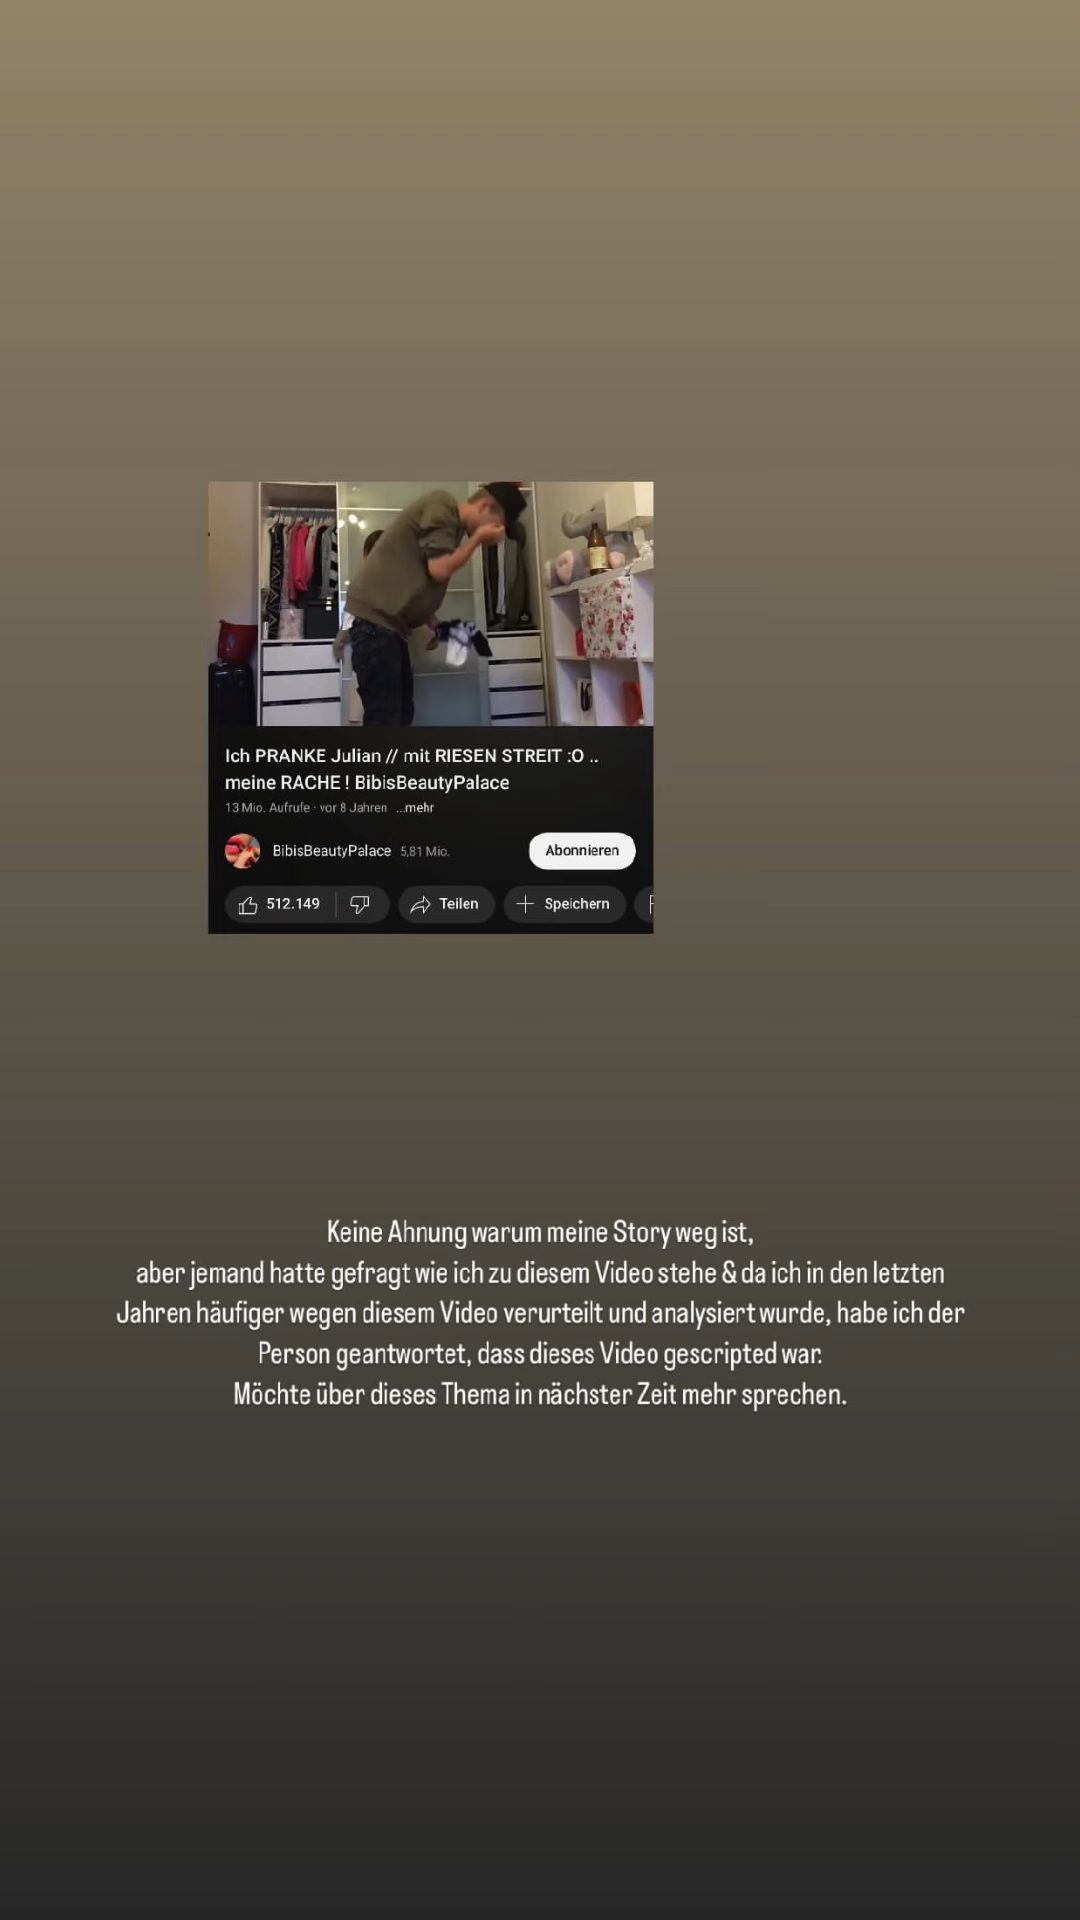 Ich PRANKE Julian // mit RIESEN STREIT :O ..
meine RACHE ! BibisBeautyPalace
13 Mio. Aufrufe · vor 8 Jahren ...mehr
BibisBeautyPalace 5,81 Mio. Abonnieren
512.149 Teilen Speichern
Keine Ahnung warum meine Story weg ist,
aber jemand hatte gefragt wie ich zu diesem Video stehe & da ich in den letzten
Jahren häufiger wegen diesem Video verurteilt und analysiert wurde, habe ich der
Person geantwortet, dass dieses Video gescripted war.
Möchte über dieses Thema in nächster Zeit mehr sprechen.